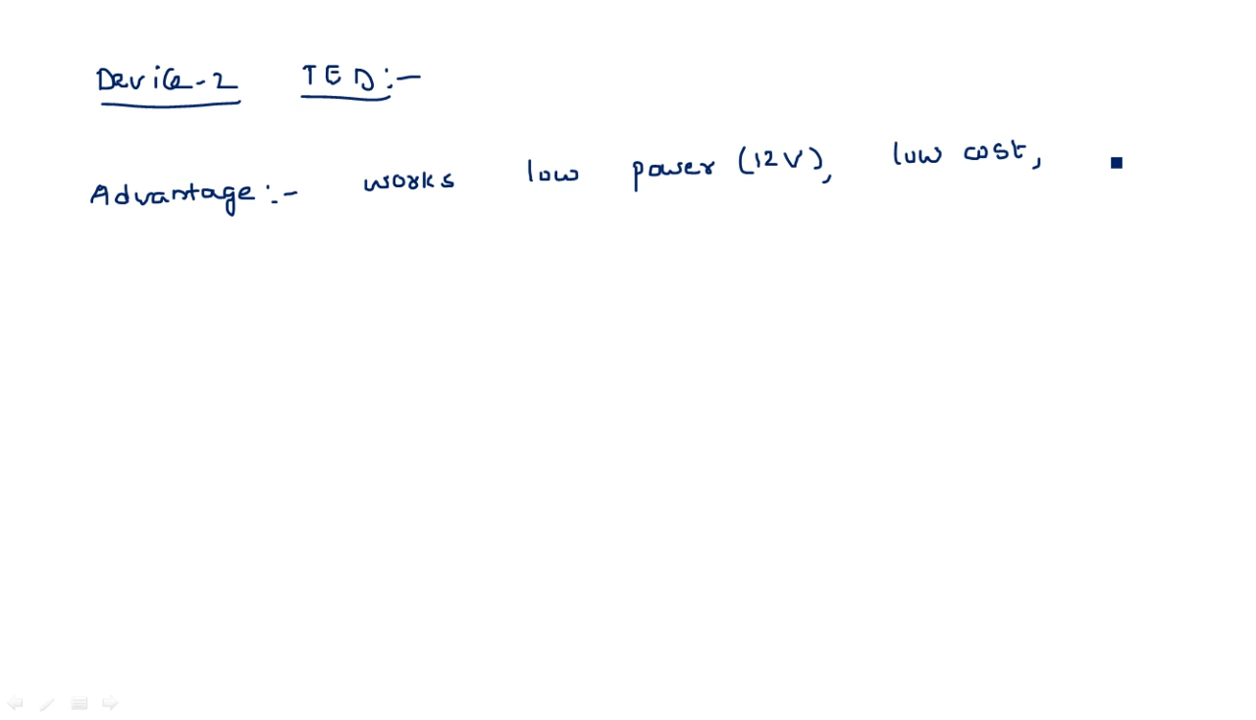 Device-2 TED:-
Advantage:- works low power (12V), low cost,